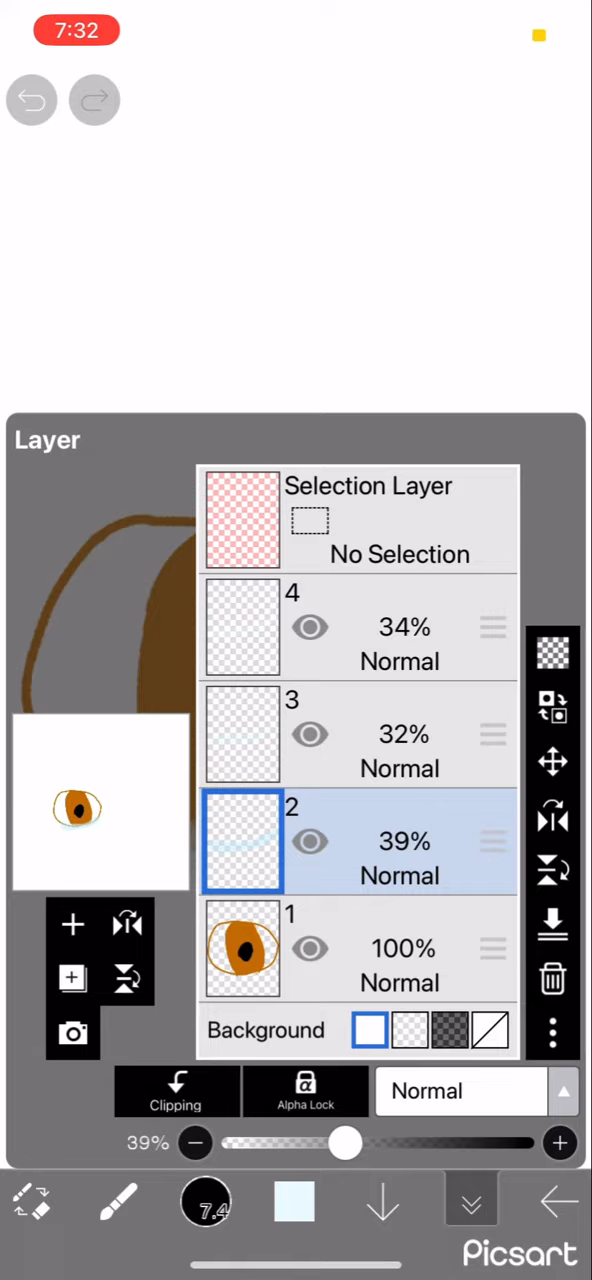 7:32
Layer
Selection Layer
No Selection
4
34%
Normal
3
32%
Normal
2
39%
Normal
1
100%
Normal
Background
Clipping
α
Alpha Lock
Normal
39%
7.4
Picsart